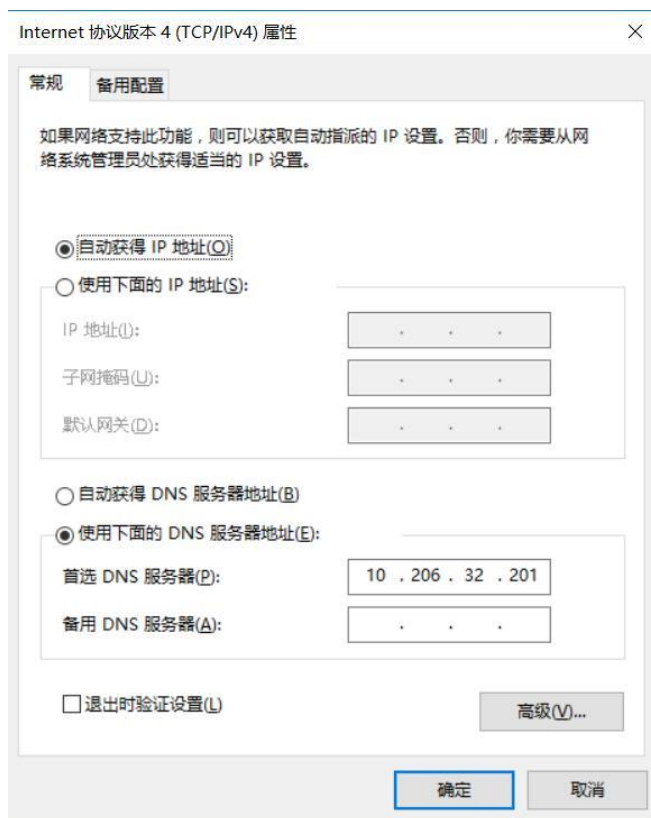 Internet 协议版本 4 (TCP/IPv4) 属性
常规
备用配置
如果网络支持此功能，则可以获取自动指派的 IP 设置。否则，你需要从网
络系统管理员处获得适当的 IP 设置。
自动获得 IP 地址(O)
使用下面的 IP 地址(S):
IP 地址(I):
. . .
子网掩码(U):
. . .
默认网关(D):
. . .
自动获得 DNS 服务器地址(B)
使用下面的 DNS 服务器地址(E):
首选 DNS 服务器(P):
10 . 206 . 32 . 201
备用 DNS 服务器(A):
. . .
退出时验证设置(L)
高级(V)...
确定
取消